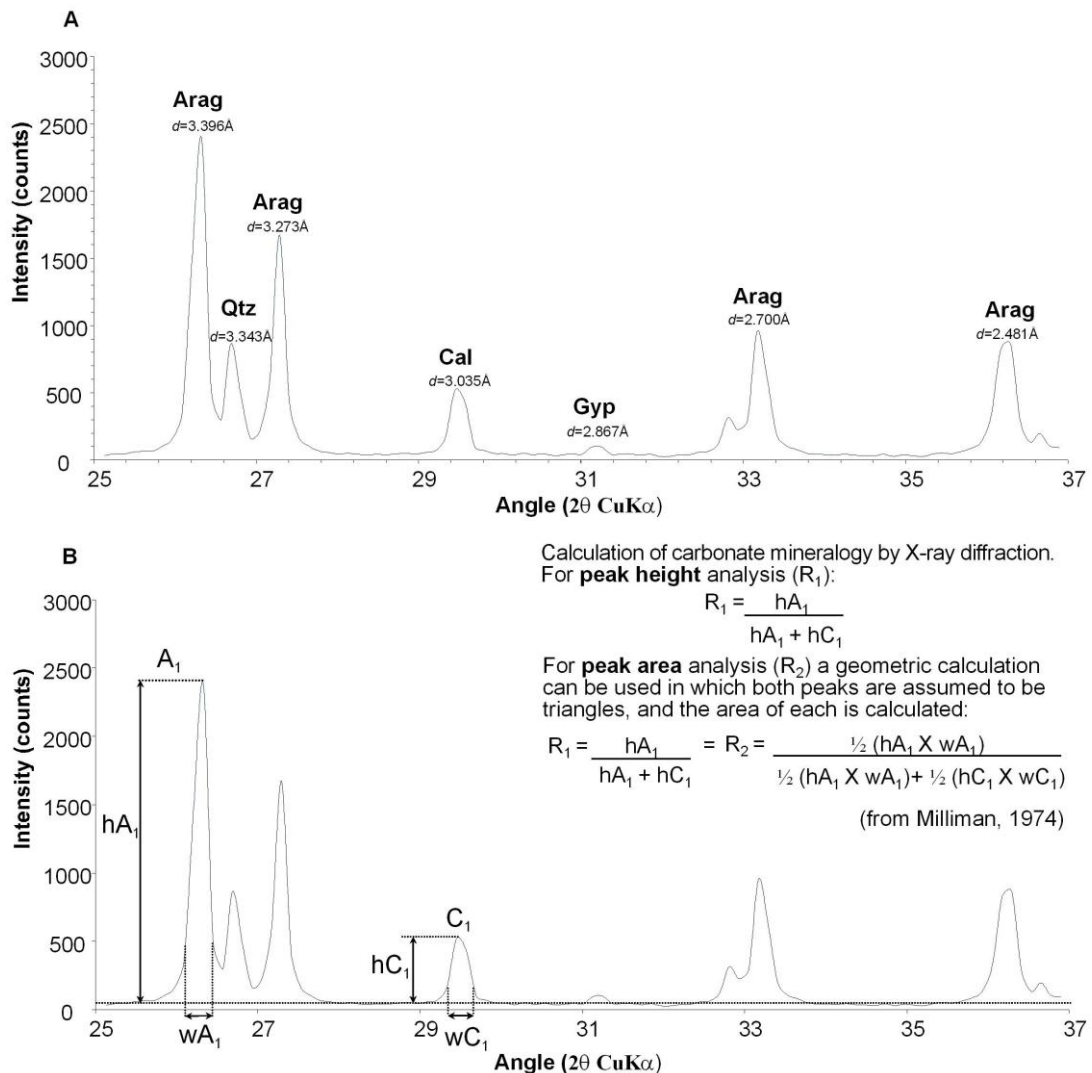 A
3000
2500
2000
1500
1000
500
0
Intensity (counts)
Arag
d=3.396Å
Qtz
d=3.343Å
Arag
d=3.273Å
Cal
d=3.035Å
Gyp
d=2.867Å
Arag
d=2.700Å
Arag
d=2.481Å
25 27 29 31 33 35 37
Angle (2θ CuKα)
B
Calculation of carbonate mineralogy by X-ray diffraction.
For peak height analysis (R₁):
R₁ = hA₁ / hA₁ + hC₁
For peak area analysis (R₂) a geometric calculation
can be used in which both peaks are assumed to be
triangles, and the area of each is calculated:
R₁ = hA₁ / hA₁ + hC₁ = R₂ = ½ (hA₁ X wA₁) / ½ (hA₁ X wA₁)+ ½ (hC₁ X wC₁)
(from Milliman, 1974)
3000
2500
2000
1500
1000
500
0
Intensity (counts)
A₁
hA₁
wA₁
C₁
hC₁
wC₁
25 27 29 31 33 35 37
Angle (2θ CuKα)